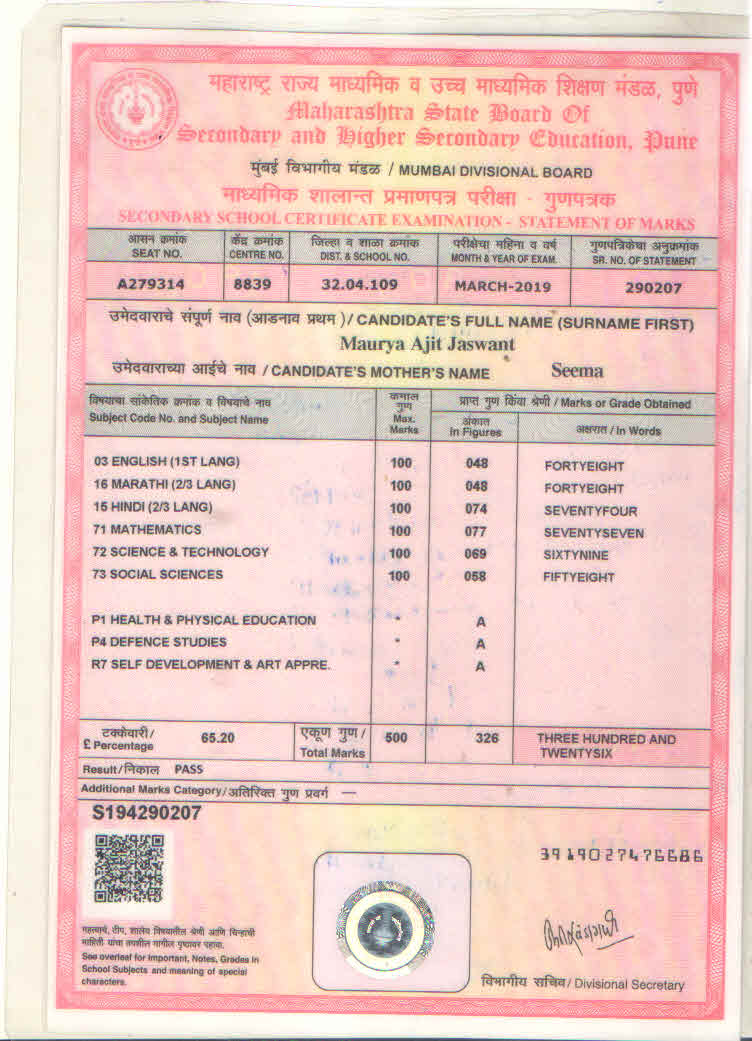 महाराष्ट्र राज्य माध्यमिक व उच्च माध्यमिक शिक्षण मंडळ, पुणे
Maharashtra State Board Of
Secondary and Higher Secondary Education, Pune
मुंबई विभागीय मंडळ / MUMBAI DIVISIONAL BOARD
माध्यमिक शालान्त प्रमाणपत्र परीक्षा - गुणपत्रक
SECONDARY SCHOOL CERTIFICATE EXAMINATION - STATEMENT OF MARKS
आसन क्रमांक केंद्र क्रमांक जिल्हा व शाळा क्रमांक परीक्षेचा महिना व वर्ष गुणपत्रिकेचा अनुक्रमांक
SEAT NO. CENTRE NO. DIST. & SCHOOL NO. MONTH & YEAR OF EXAM. SR. NO. OF STATEMENT
A279314 8839 32.04.109 MARCH-2019 290207
उमेदवाराचे संपूर्ण नाव (आडनाव प्रथम) / CANDIDATE'S FULL NAME (SURNAME FIRST)
Maurya Ajit Jaswant
उमेदवाराच्या आईचे नाव / CANDIDATE'S MOTHER'S NAME Seema
विषयाचा सांकेतिक क्रमांक व विषयाचे नाव
Subject Code No. and Subject Name
कमाल
गुण
Max.
Marks
प्राप्त गुण किंवा श्रेणी / Marks or Grade Obtained
अंकात
In Figures
अक्षरात / In Words
03 ENGLISH (1ST LANG) 100 048 FORTYEIGHT
16 MARATHI (2/3 LANG) 100 048 FORTYEIGHT
15 HINDI (2/3 LANG) 100 074 SEVENTYFOUR
71 MATHEMATICS 100 077 SEVENTYSEVEN
72 SCIENCE & TECHNOLOGY 100 069 SIXTYNINE
73 SOCIAL SCIENCES 100 058 FIFTYEIGHT
P1 HEALTH & PHYSICAL EDUCATION * A
P4 DEFENCE STUDIES * A
R7 SELF DEVELOPMENT & ART APPRE. * A
टक्केवारी /
£ Percentage
65.20
एकूण गुण /
Total Marks
500 326 THREE HUNDRED AND
TWENTYSIX
Result/निकाल PASS
Additional Marks Category/अतिरिक्त गुण प्रवर्ग —
S194290207
3919027476686
महत्वाचे, टीप, शालेय विषयातील श्रेणी आणि चिन्हांची
माहिती यांचा तपशील मागील पृष्ठावर पहावा.
See overleaf for Important, Notes, Grades in
School Subjects and meaning of special
characters.
विभागीय सचिव / Divisional Secretary